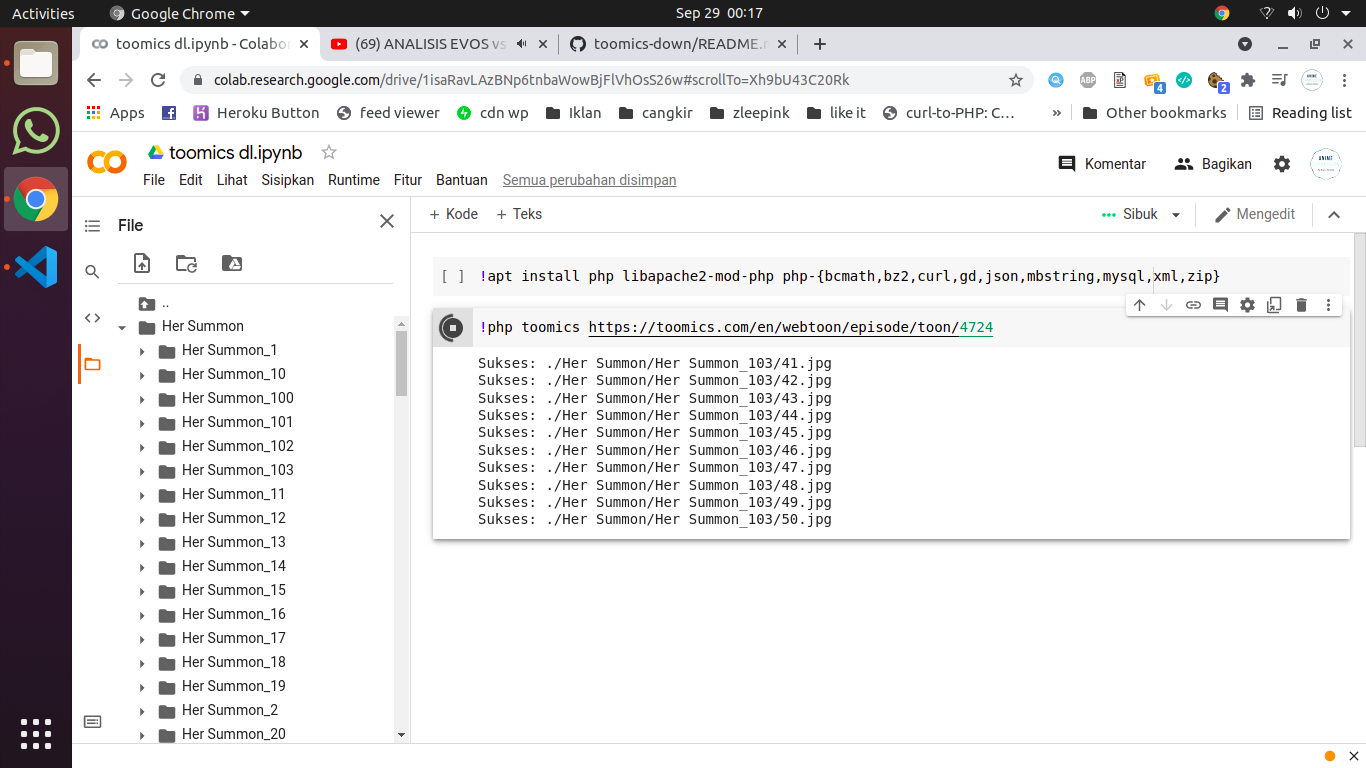 Activities
Google Chrome
Sep 29 00:17
toomics dl.ipynb - Colabor
(69) ANALISIS EVOS vs
toomics-down/README.m
colab.research.google.com/drive/1isaRavLAzBNp6tnbaWowBjFlVhOsS26w#scrollTo=Xh9bU43C20Rk
ABP
4
2
Apps
Heroku Button
feed viewer
cdn wp
Iklan
cangkir
zleepink
like it
curl-to-PHP: C…
»
Other bookmarks
Reading list
toomics dl.ipynb
File Edit Lihat Sisipkan Runtime Fitur Bantuan Semua perubahan disimpan
Komentar
Bagikan
ANIME
File
+ Kode + Teks
Sibuk
Mengedit
..
Her Summon
Her Summon_1
Her Summon_10
Her Summon_100
Her Summon_101
Her Summon_102
Her Summon_103
Her Summon_11
Her Summon_12
Her Summon_13
Her Summon_14
Her Summon_15
Her Summon_16
Her Summon_17
Her Summon_18
Her Summon_19
Her Summon_2
Her Summon_20
[ ] !apt install php libapache2-mod-php php-{bcmath,bz2,curl,gd,json,mbstring,mysql,xml,zip}
!php toomics https://toomics.com/en/webtoon/episode/toon/4724
Sukses: ./Her Summon/Her Summon_103/41.jpg
Sukses: ./Her Summon/Her Summon_103/42.jpg
Sukses: ./Her Summon/Her Summon_103/43.jpg
Sukses: ./Her Summon/Her Summon_103/44.jpg
Sukses: ./Her Summon/Her Summon_103/45.jpg
Sukses: ./Her Summon/Her Summon_103/46.jpg
Sukses: ./Her Summon/Her Summon_103/47.jpg
Sukses: ./Her Summon/Her Summon_103/48.jpg
Sukses: ./Her Summon/Her Summon_103/49.jpg
Sukses: ./Her Summon/Her Summon_103/50.jpg